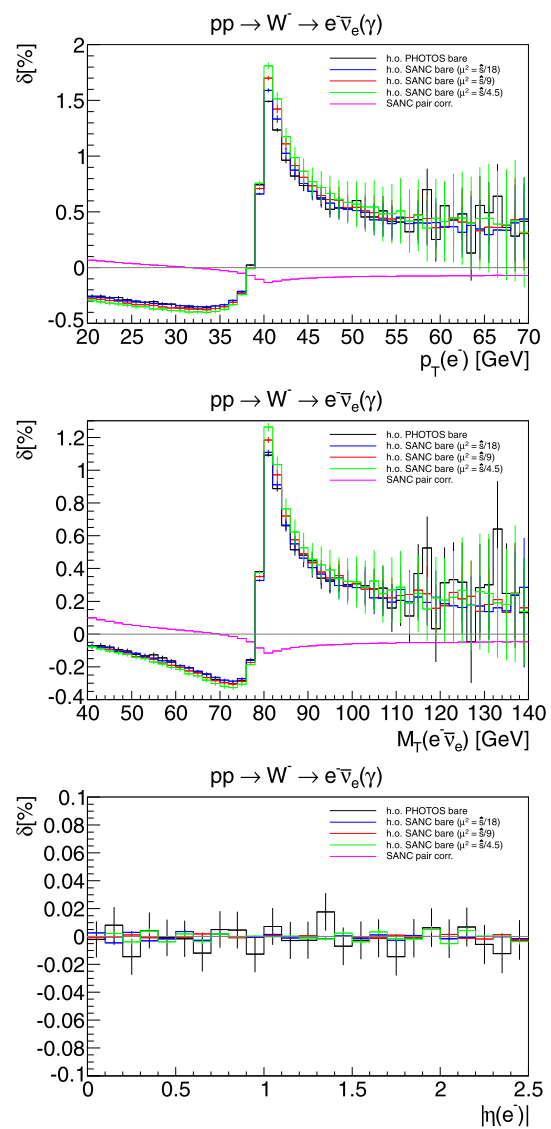 pp → W⁻ → e⁻ν̅ₑ(γ)
δ[%]
h.o. PHOTOS bare
h.o. SANC bare (μ² = ŝ/18)
h.o. SANC bare (μ² = ŝ/9)
h.o. SANC bare (μ² = ŝ/4.5)
SANC pair corr.
2
1.5
1
0.5
0
-0.5
20 25 30 35 40 45 50 55 60 65 70
p_T(e⁻) [GeV]
pp → W⁻ → e⁻ν̅ₑ(γ)
δ[%]
h.o. PHOTOS bare
h.o. SANC bare (μ² = ŝ/18)
h.o. SANC bare (μ² = ŝ/9)
h.o. SANC bare (μ² = ŝ/4.5)
SANC pair corr.
1.2
1
0.8
0.6
0.4
0.2
0
-0.2
-0.4
40 50 60 70 80 90 100 110 120 130 140
M_T(e⁻ν̅ₑ) [GeV]
pp → W⁻ → e⁻ν̅ₑ(γ)
δ[%]
h.o. PHOTOS bare
h.o. SANC bare (μ² = ŝ/18)
h.o. SANC bare (μ² = ŝ/9)
h.o. SANC bare (μ² = ŝ/4.5)
SANC pair corr.
0.1
0.08
0.06
0.04
0.02
0
-0.02
-0.04
-0.06
-0.08
-0.1
0 0.5 1 1.5 2 2.5
|η(e⁻)|